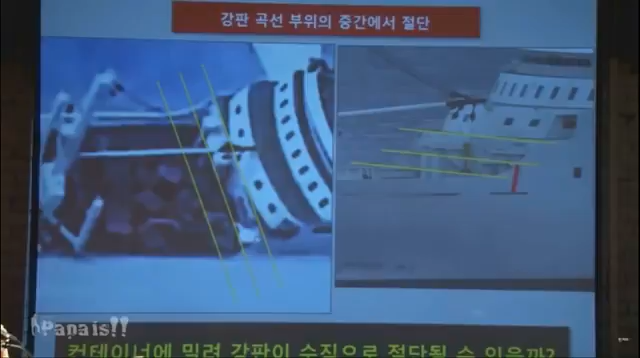 강판 곡선 부위의 중간에서 절단
Panais!!
컨테이너에 밀려 강판이 수직으로 절단될 수 있을까?